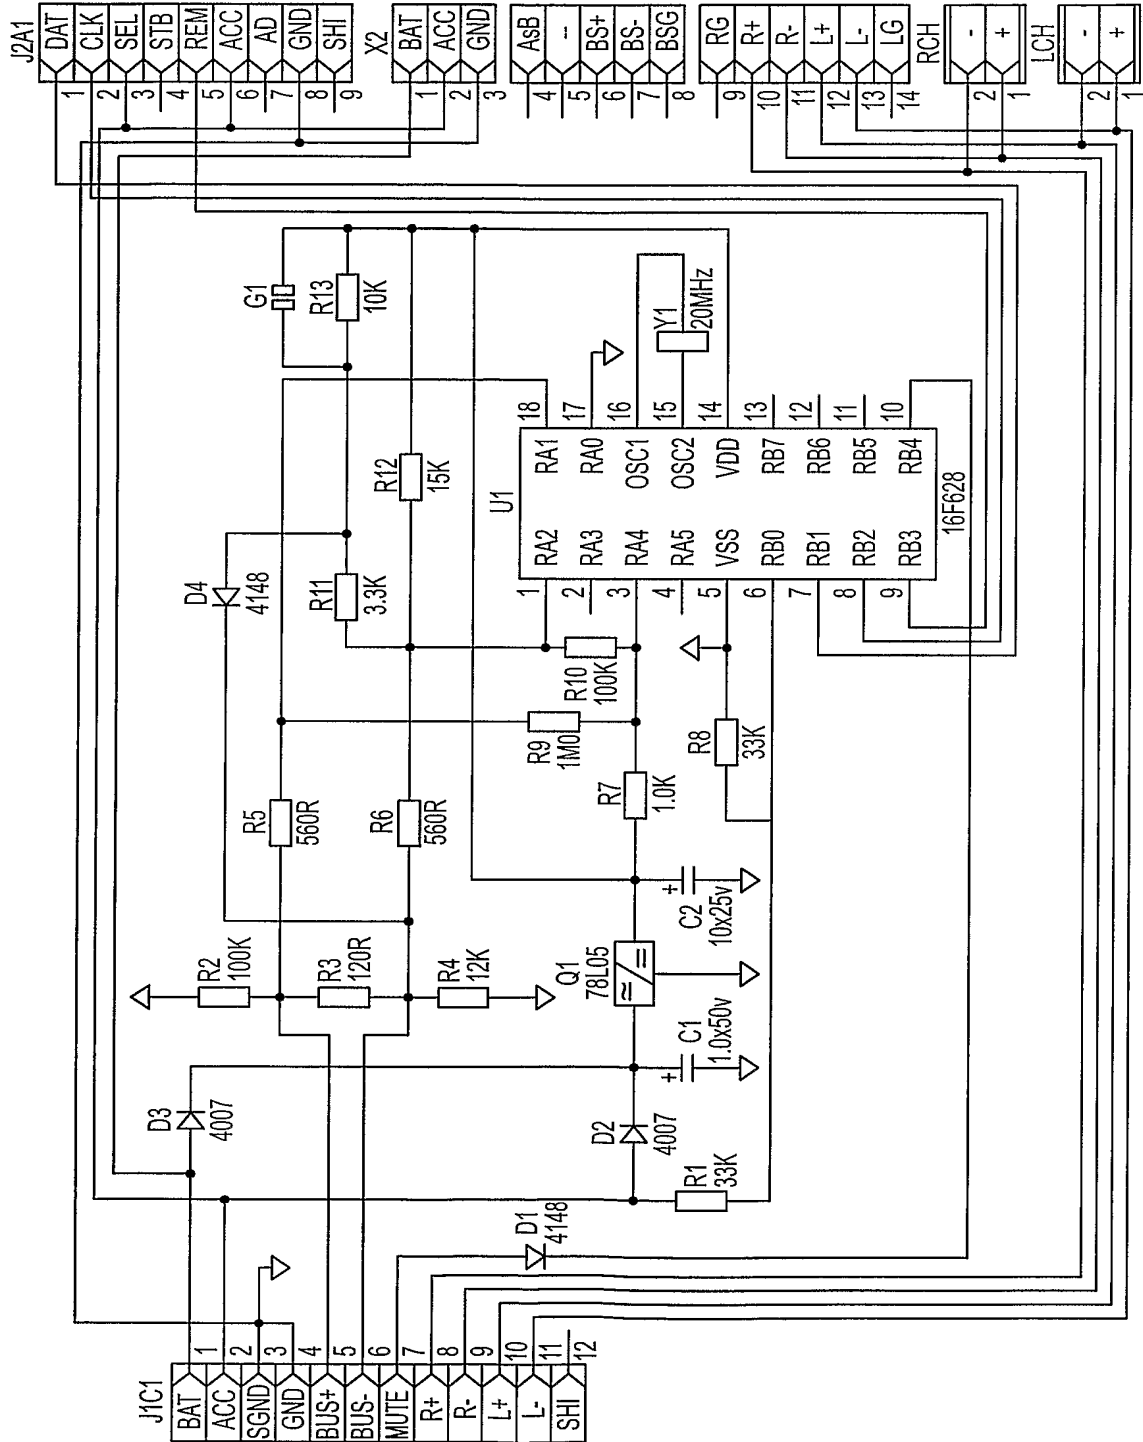 J2A1
DAT
CLK
SEL
STB
REM
ACC
AD
GND
SHI
1
2
3
4
5
6
7
8
9
X2
BAT
ACC
GND
1
2
3
AsB
--
BS+
BS-
BSG
4
5
6
7
8
RG
R+
R-
L+
L-
LG
9
10
11
12
13
14
RCH
-
+
2
1
LCH
-
+
2
1
G1
R13
10K
R12
15K
D4
4148
R11
3.3K
Y1
20MHz
U1
16F628
RA1
RA0
OSC1
OSC2
VDD
RB7
RB6
RB5
RB4
18
17
16
15
14
13
12
11
10
RA2
RA3
RA4
RA5
VSS
RB0
RB1
RB2
RB3
1
2
3
4
5
6
7
8
9
R10
100K
R9
1M0
R8
33K
R7
1.0K
R5
560R
R6
560R
R2
100K
R3
120R
R4
12K
Q1
78L05
+
C2
10x25v
+
C1
1.0x50v
D3
4007
D2
4007
R1
33K
D1
4148
J1C1
BAT
ACC
SGND
GND
BUS+
BUS-
MUTE
R+
R-
L+
L-
SHI
1
2
3
4
5
6
7
8
9
10
11
12